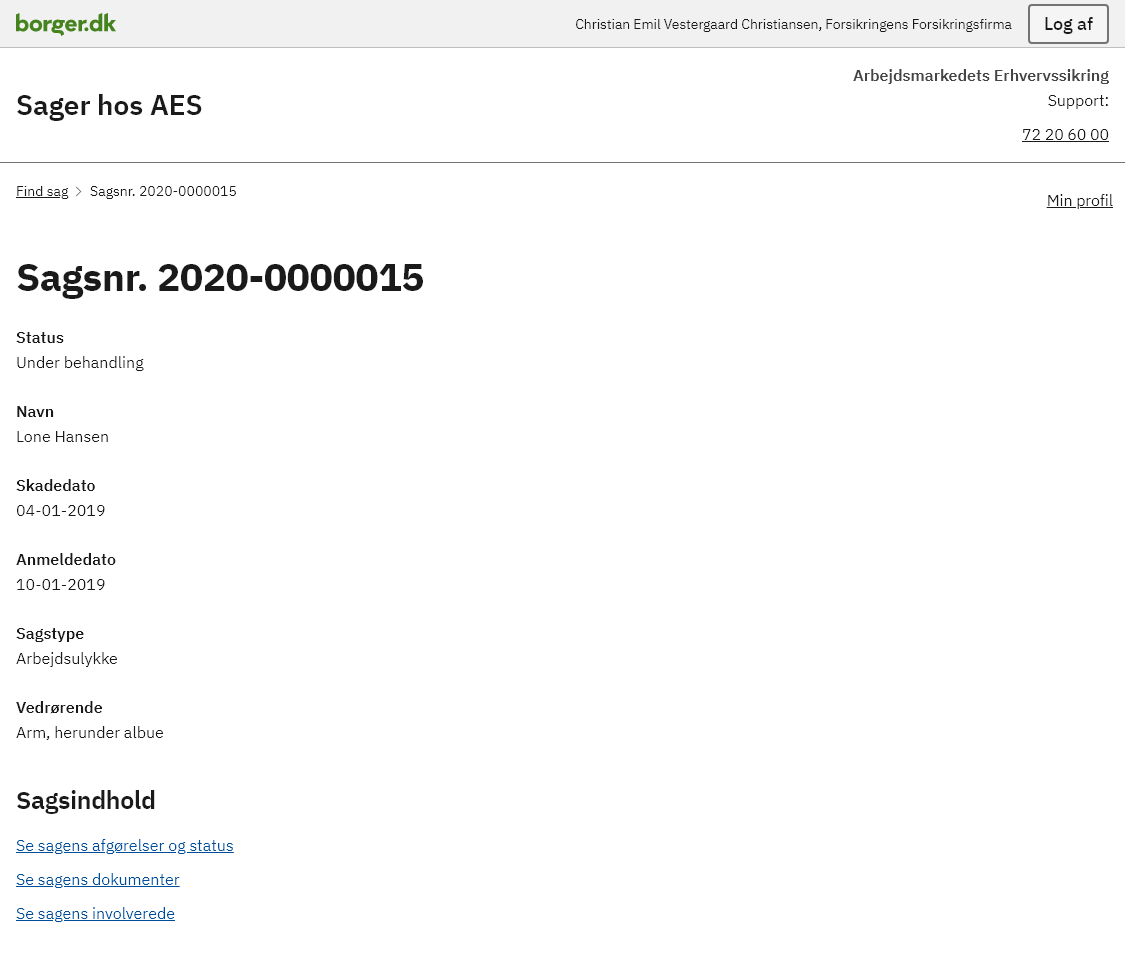 borger.dk
Christian Emil Vestergaard Christiansen, Forsikringens Forsikringsfirma
Log af
Sager hos AES
Arbejdsmarkedets Erhvervssikring
Support:
72 20 60 00
Find sag > Sagsnr. 2020-0000015
Min profil
Sagsnr. 2020-0000015
Status
Under behandling
Navn
Lone Hansen
Skadedato
04-01-2019
Anmeldedato
10-01-2019
Sagstype
Arbejdsulykke
Vedrørende
Arm, herunder albue
Sagsindhold
Se sagens afgørelser og status
Se sagens dokumenter
Se sagens involverede